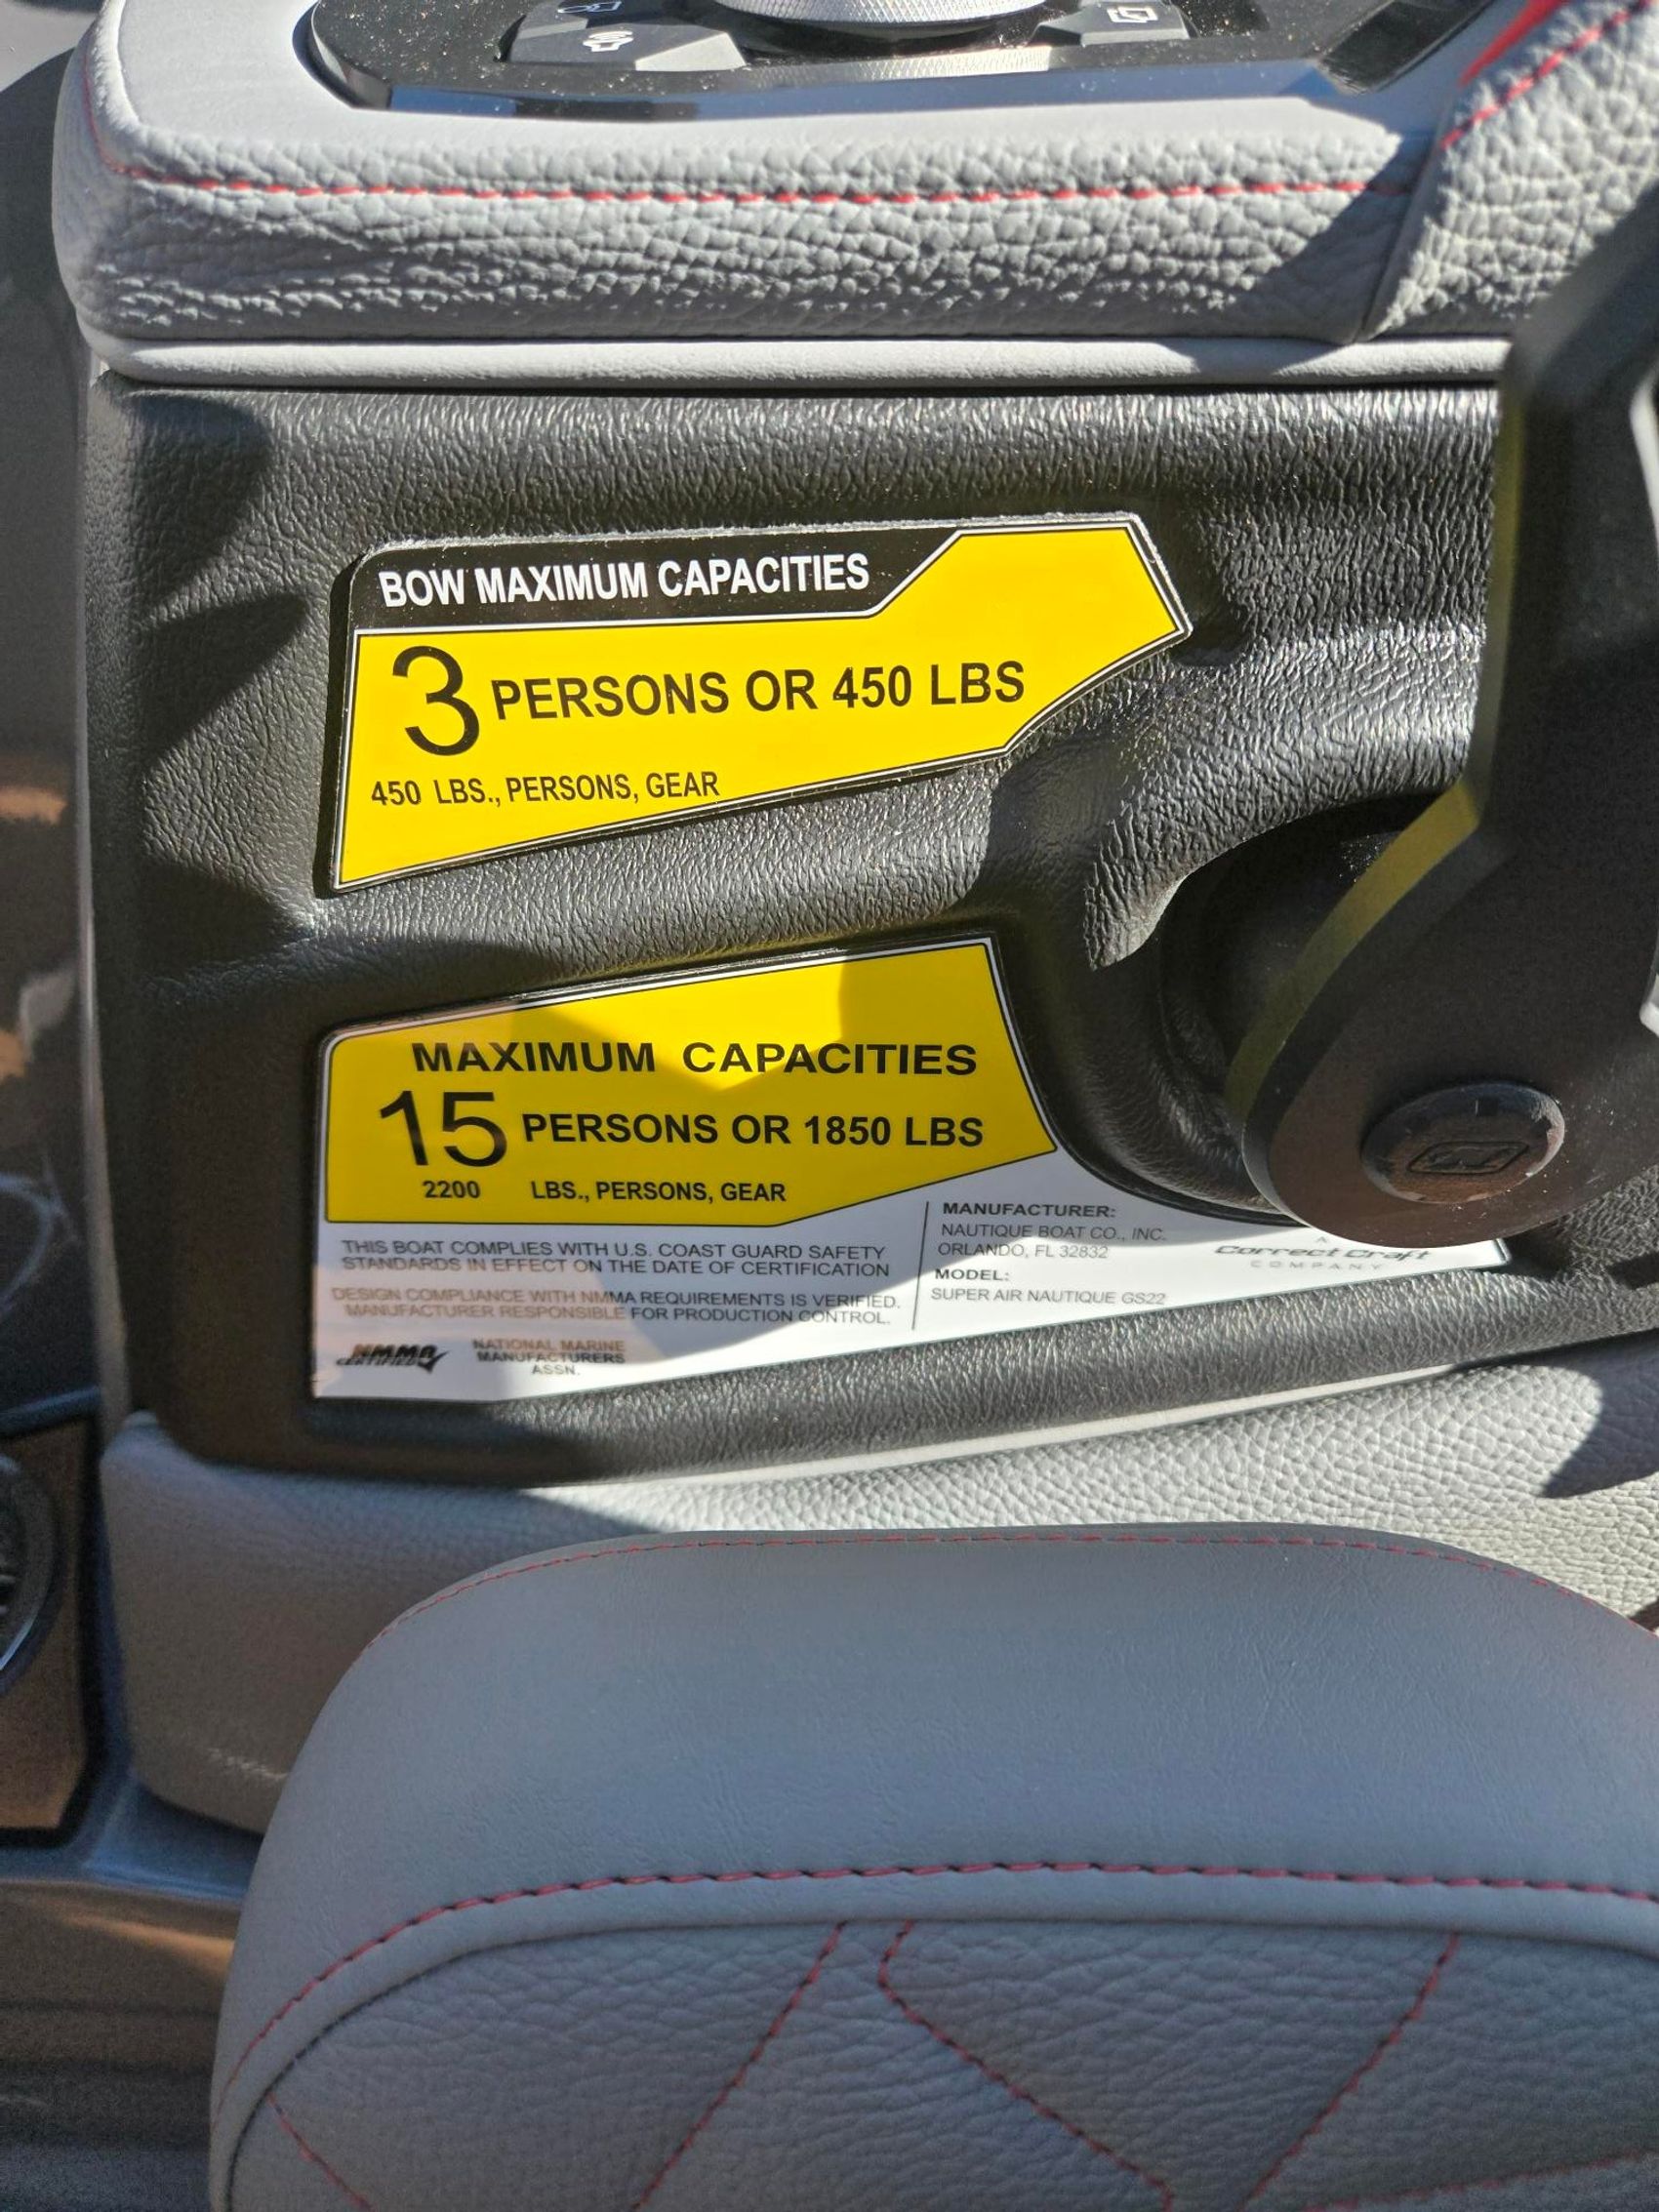 BOW MAXIMUM CAPACITIES
3 PERSONS OR 450 LBS
450 LBS., PERSONS, GEAR
MAXIMUM CAPACITIES
15 PERSONS OR 1850 LBS
2200 LBS., PERSONS, GEAR
THIS BOAT COMPLIES WITH U.S. COAST GUARD SAFETY
STANDARDS IN EFFECT ON THE DATE OF CERTIFICATION
DESIGN COMPLIANCE WITH NMMA REQUIREMENTS IS VERIFIED.
MANUFACTURER RESPONSIBLE FOR PRODUCTION CONTROL.
NMMA
CERTIFIED
NATIONAL MARINE
MANUFACTURERS
ASSN.
MANUFACTURER:
NAUTIQUE BOAT CO., INC.
ORLANDO, FL 32832
MODEL:
SUPER AIR NAUTIQUE GS22
A
Correct Craft
COMPANY